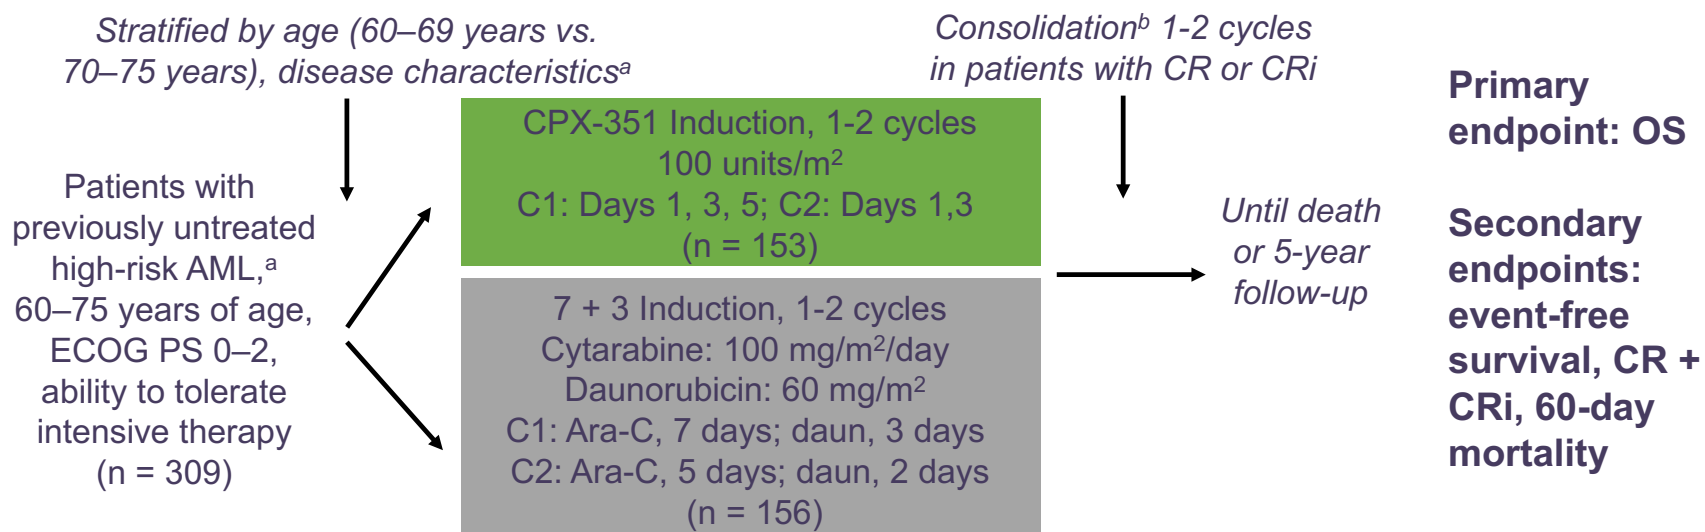 Stratified by age (60–69 years vs.
70–75 years), disease characteristicsᵃ
Patients with
previously untreated
high-risk AML,ᵃ
60–75 years of age,
ECOG PS 0–2,
ability to tolerate
intensive therapy
(n = 309)
CPX-351 Induction, 1-2 cycles
100 units/m²
C1: Days 1, 3, 5; C2: Days 1,3
(n = 153)
7 + 3 Induction, 1-2 cycles
Cytarabine: 100 mg/m²/day
Daunorubicin: 60 mg/m²
C1: Ara-C, 7 days; daun, 3 days
C2: Ara-C, 5 days; daun, 2 days
(n = 156)
Consolidationᵇ 1-2 cycles
in patients with CR or CRi
Until death
or 5-year
follow-up
Primary
endpoint: OS
Secondary
endpoints:
event-free
survival, CR +
CRi, 60-day
mortality